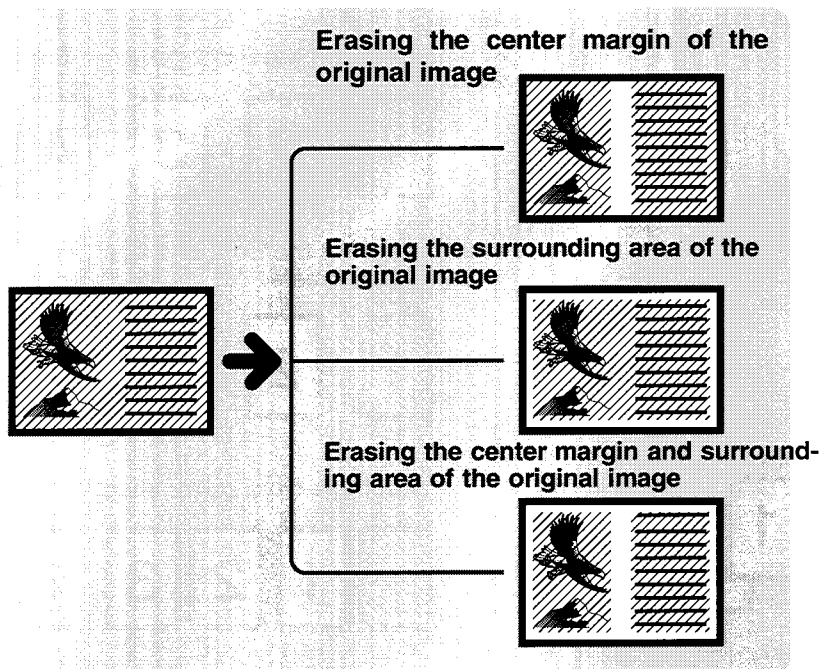 Erasing the center margin of the
original image
Erasing the surrounding area of the
original image
Erasing the center margin and surround-
ing area of the original image